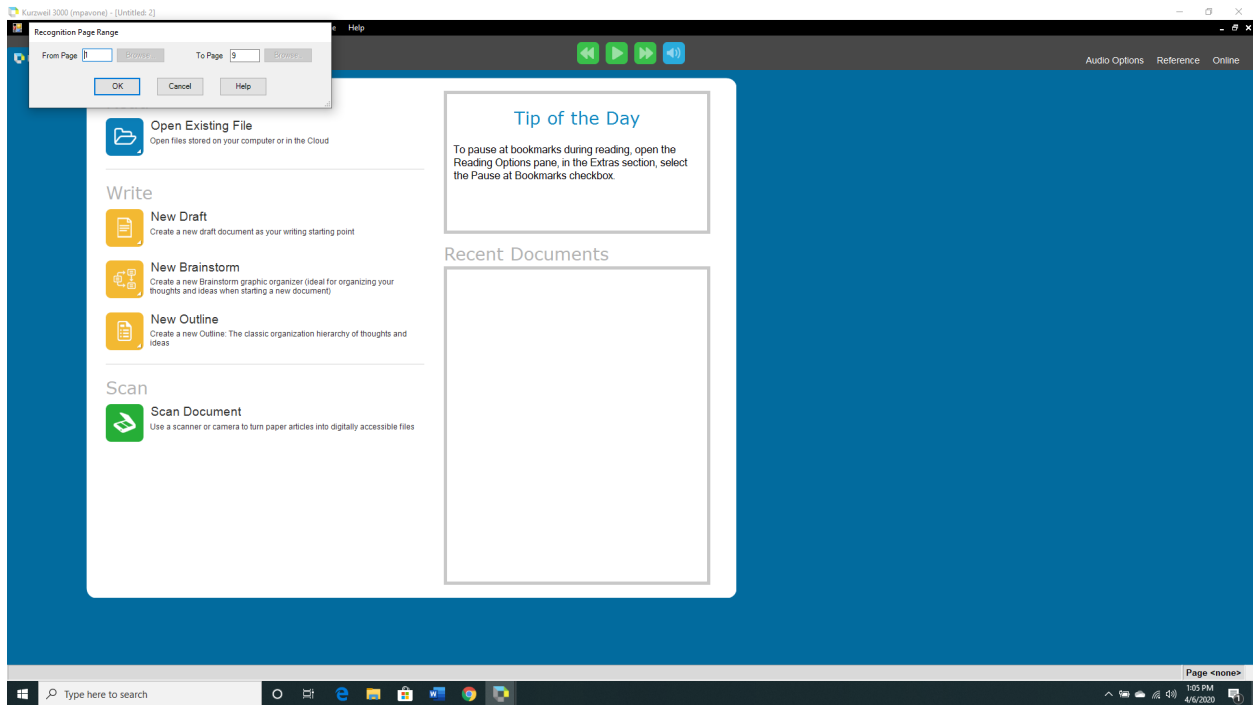 Kurzweil 3000 (mpavone) - [Untitled: 2]
Help
Recognition Page Range
From Page 1 Browse... To Page 9 Browse...
OK Cancel Help
Audio Options Reference Online
Open Existing File
Open files stored on your computer or in the Cloud
Write
New Draft
Create a new draft document as your writing starting point
New Brainstorm
Create a new Brainstorm graphic organizer (ideal for organizing your
thoughts and ideas when starting a new document)
New Outline
Create a new Outline: The classic organization hierarchy of thoughts and
ideas
Scan
Scan Document
Use a scanner or camera to turn paper articles into digitally accessible files
Tip of the Day
To pause at bookmarks during reading, open the
Reading Options pane, in the Extras section, select
the Pause at Bookmarks checkbox.
Recent Documents
Page <none>
Type here to search
1:05 PM
4/6/2020